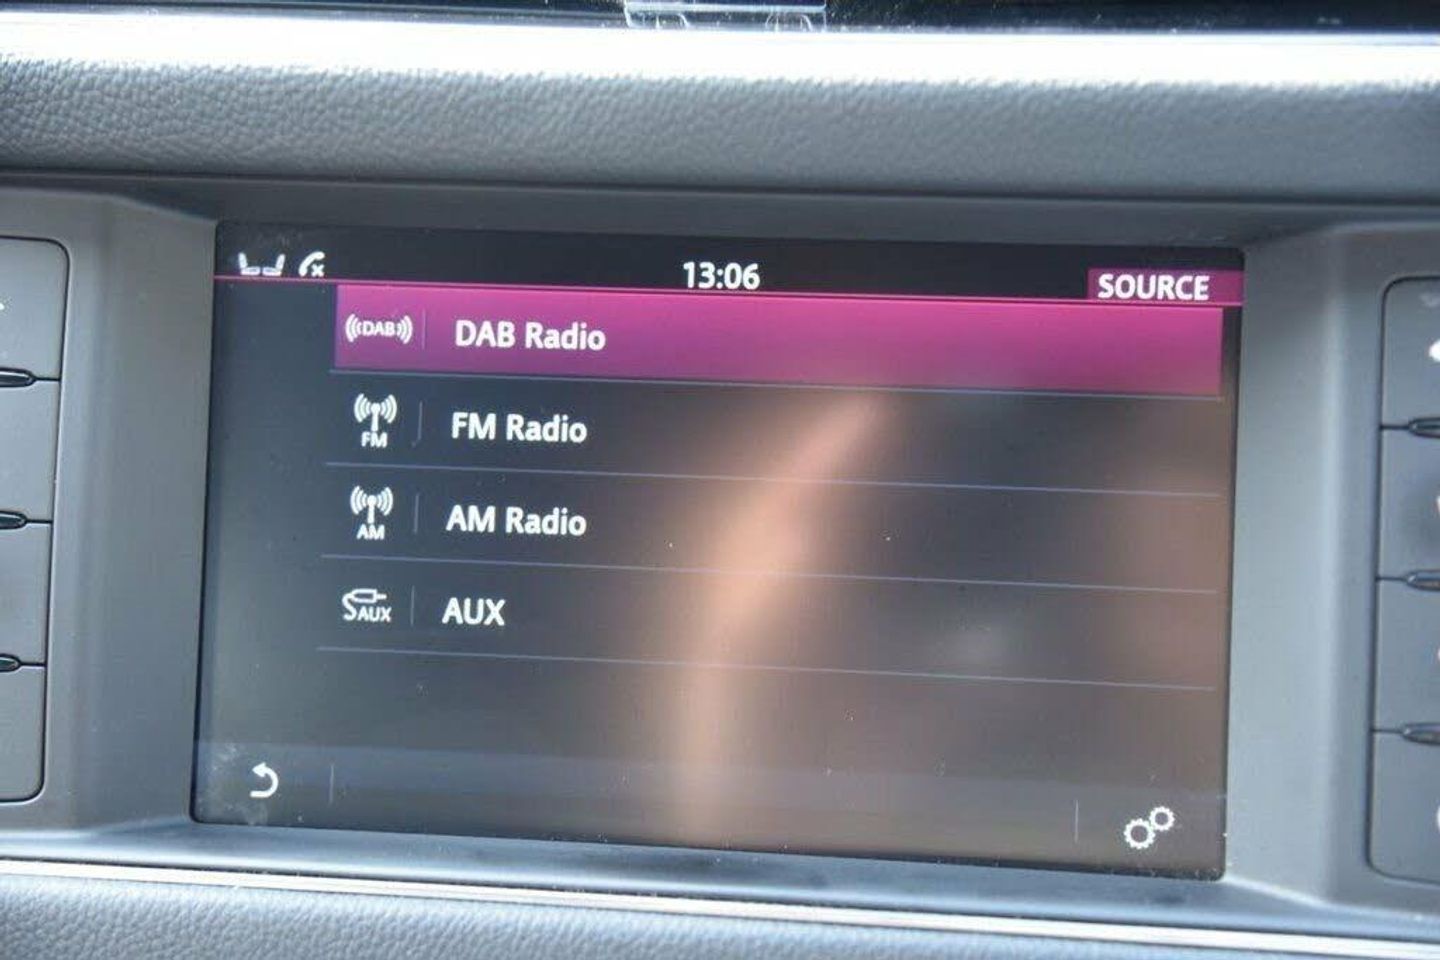 13:06
SOURCE
DAB
DAB Radio
FM
FM Radio
AM
AM Radio
AUX
AUX